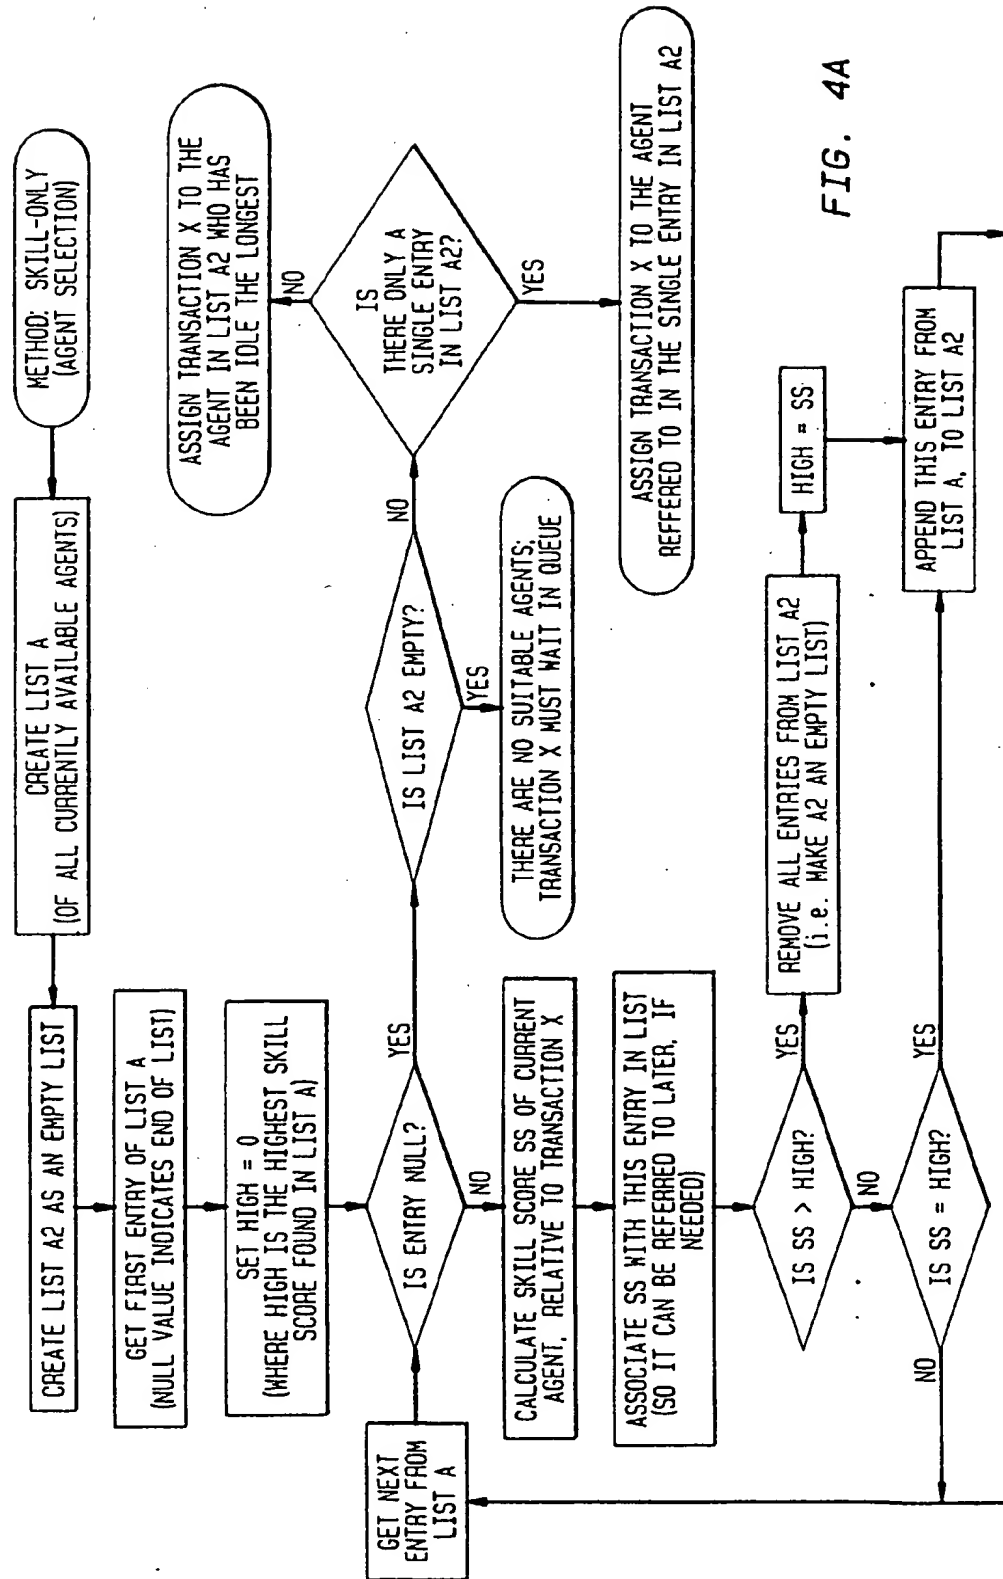 METHOD: SKILL-ONLY
(AGENT SELECTION)
CREATE LIST A
(OF ALL CURRENTLY AVAILABLE AGENTS)
CREATE LIST A2 AS AN EMPTY LIST
GET FIRST ENTRY OF LIST A
(NULL VALUE INDICATES END OF LIST)
SET HIGH = 0
(WHERE HIGH IS THE HIGHEST SKILL
SCORE FOUND IN LIST A)
GET NEXT
ENTRY FROM
LIST A
IS ENTRY NULL?
YES
NO
IS LIST A2 EMPTY?
NO
YES
THERE ARE NO SUITABLE AGENTS;
TRANSACTION X MUST WAIT IN QUEUE
IS
THERE ONLY A
SINGLE ENTRY
IN LIST A2?
NO
YES
ASSIGN TRANSACTION X TO THE
AGENT IN LIST A2 WHO HAS
BEEN IDLE THE LONGEST
ASSIGN TRANSACTION X TO THE AGENT
REFFERED TO IN THE SINGLE ENTRY IN LIST A2
CALCULATE SKILL SCORE SS OF CURRENT
AGENT, RELATIVE TO TRANSACTION X
ASSOCIATE SS WITH THIS ENTRY IN LIST
(SO IT CAN BE REFERRED TO LATER, IF
NEEDED)
IS SS > HIGH?
YES
NO
REMOVE ALL ENTRIES FROM LIST A2
(i.e. MAKE A2 AN EMPTY LIST)
HIGH = SS
IS SS = HIGH?
YES
NO
APPEND THIS ENTRY FROM
LIST A, TO LIST A2
FIG. 4A